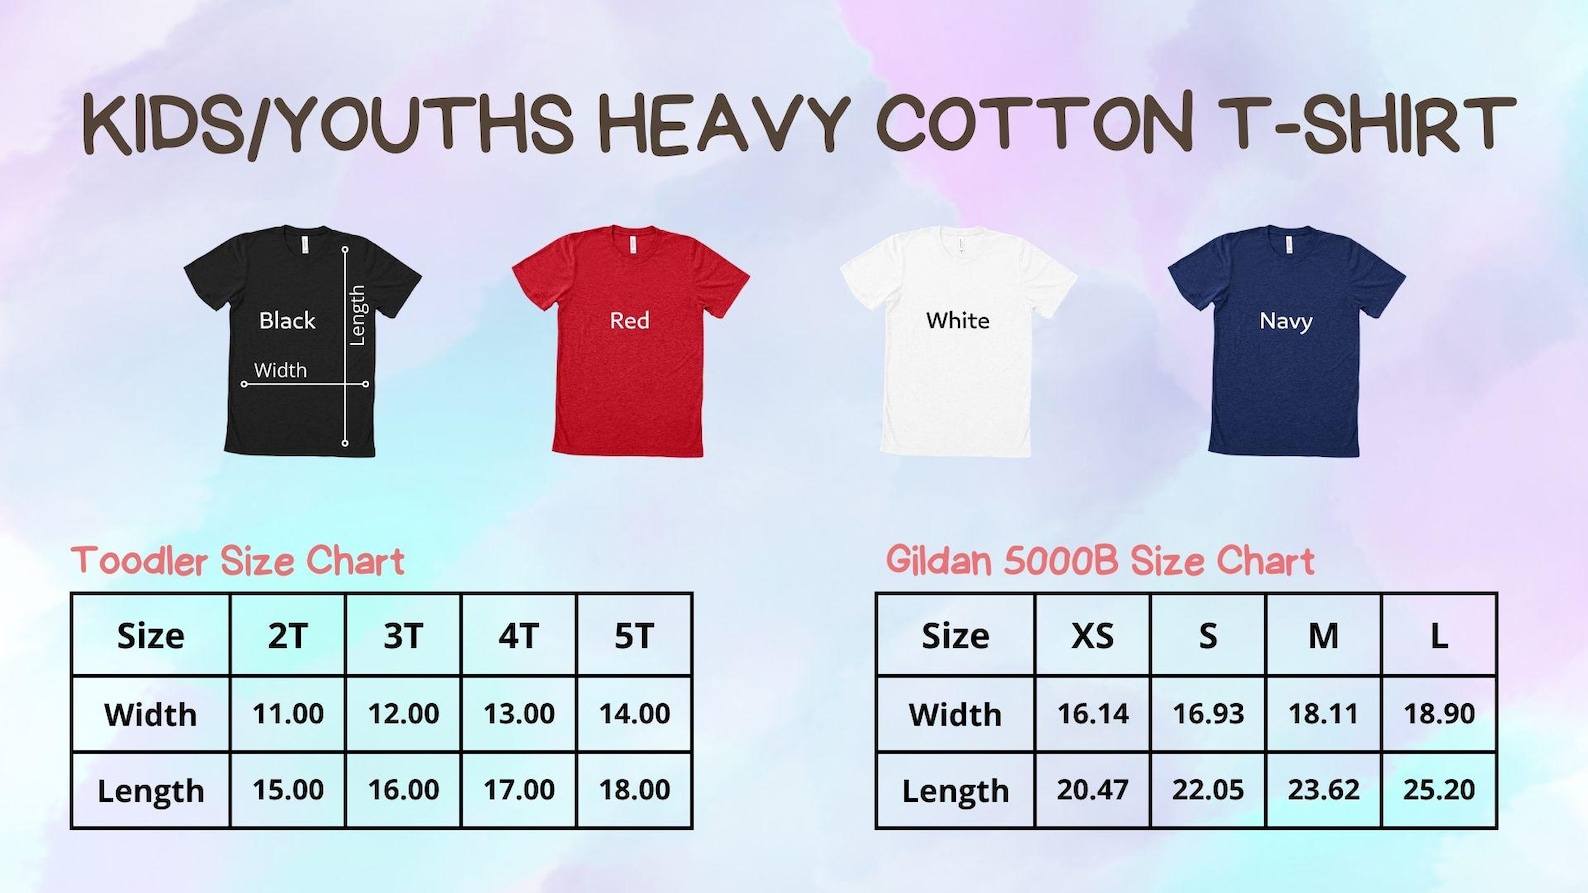 KIDS/YOUTHS HEAVY COTTON T-SHIRT
Black
Length
Width
Red
White
Navy
Toodler Size Chart
Size 2T 3T 4T 5T
Width 11.00 12.00 13.00 14.00
Length 15.00 16.00 17.00 18.00
Gildan 5000B Size Chart
Size XS S M L
Width 16.14 16.93 18.11 18.90
Length 20.47 22.05 23.62 25.20